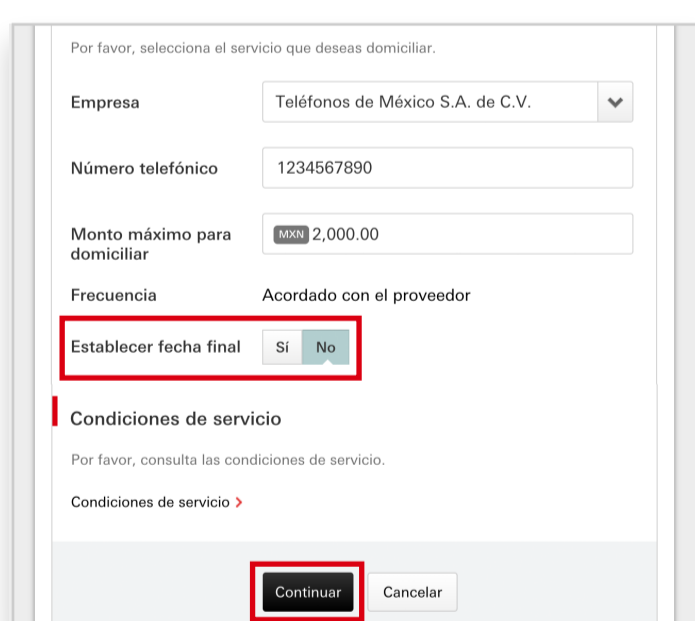 Por favor, selecciona el servicio que deseas domiciliar.
Empresa
Teléfonos de México S.A. de C.V.
Número telefónico
1234567890
Monto máximo para
domiciliar
MXN 2,000.00
Frecuencia
Acordado con el proveedor
Establecer fecha final
Sí No
Condiciones de servicio
Por favor, consulta las condiciones de servicio.
Condiciones de servicio >
Continuar
Cancelar